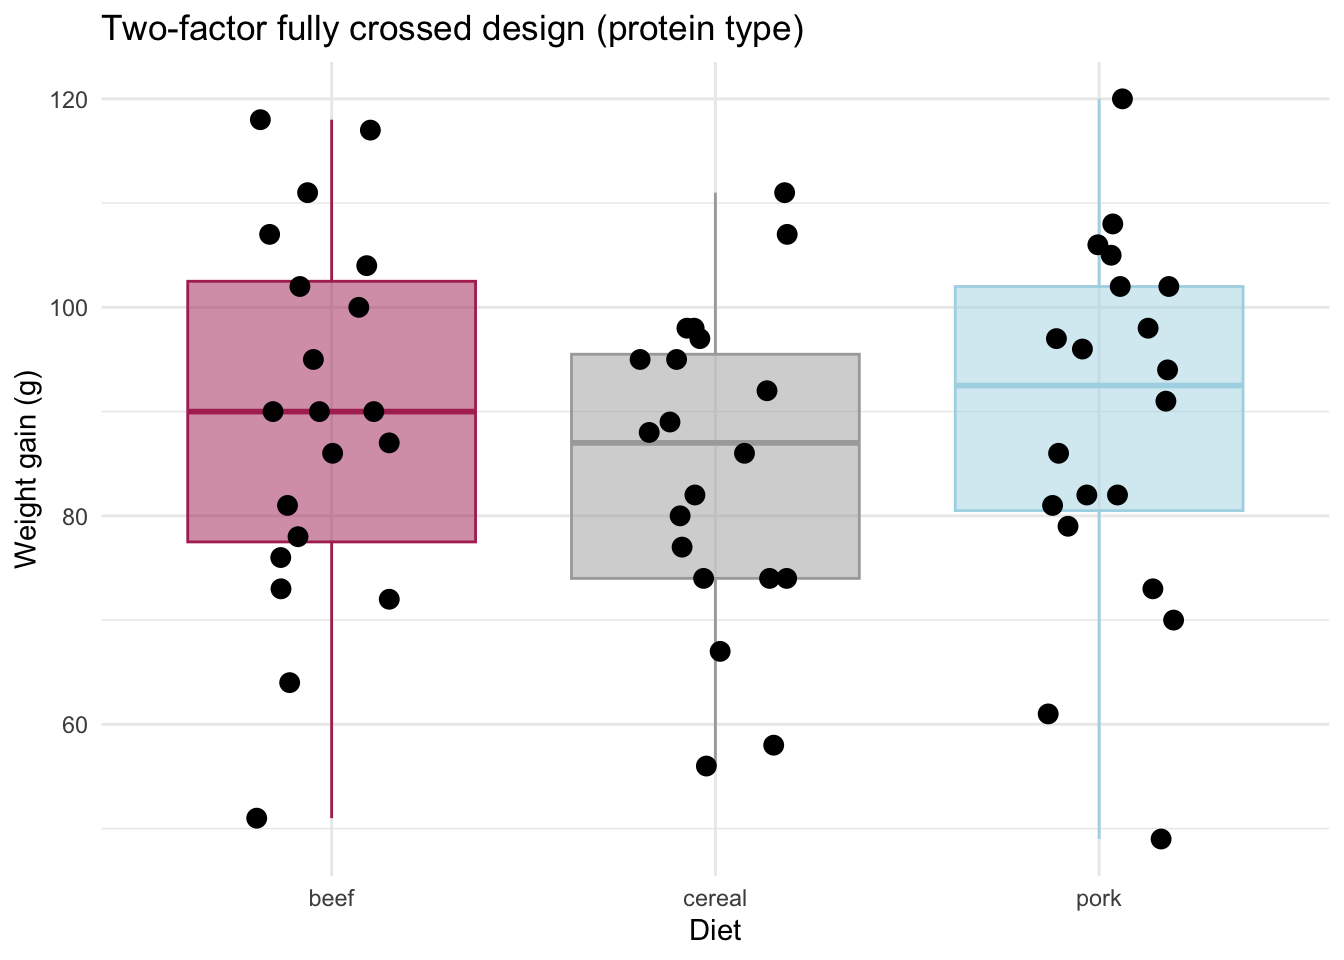 Two-factor fully crossed design (protein type)
120
100
80
60
Weight gain (g)
beef
cereal
pork
Diet